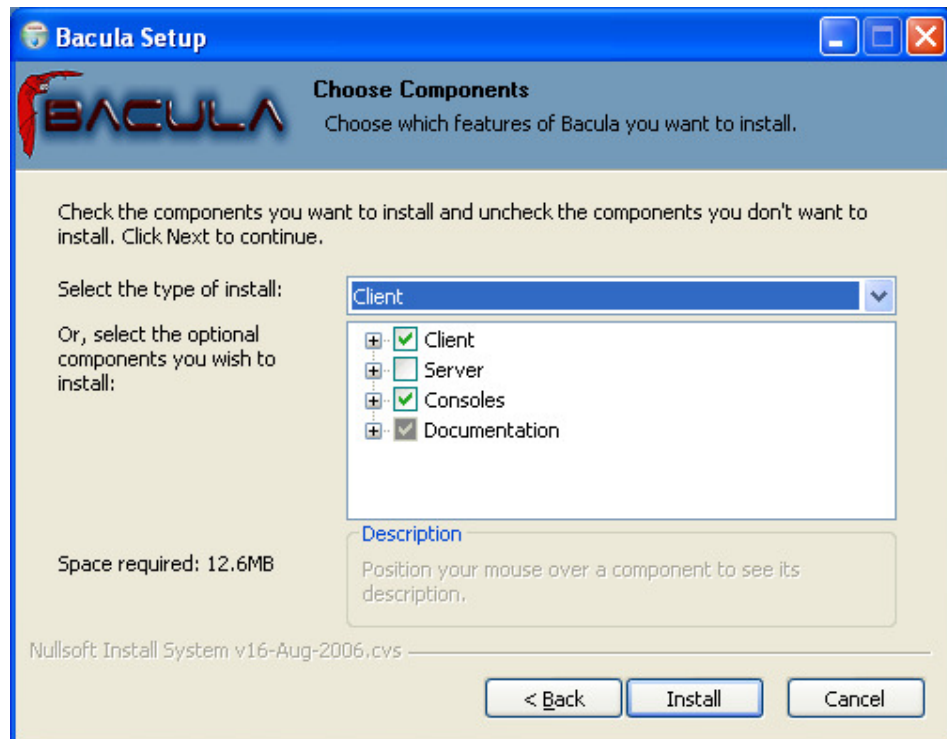 Bacula Setup
BACULA
Choose Components
Choose which features of Bacula you want to install.
Check the components you want to install and uncheck the components you don't want to
install. Click Next to continue.
Select the type of install:
Client
Or, select the optional
components you wish to
install:
Client
Server
Consoles
Documentation
Space required: 12.6MB
Description
Position your mouse over a component to see its
description.
Nullsoft Install System v16-Aug-2006.cvs
< Back
Install
Cancel